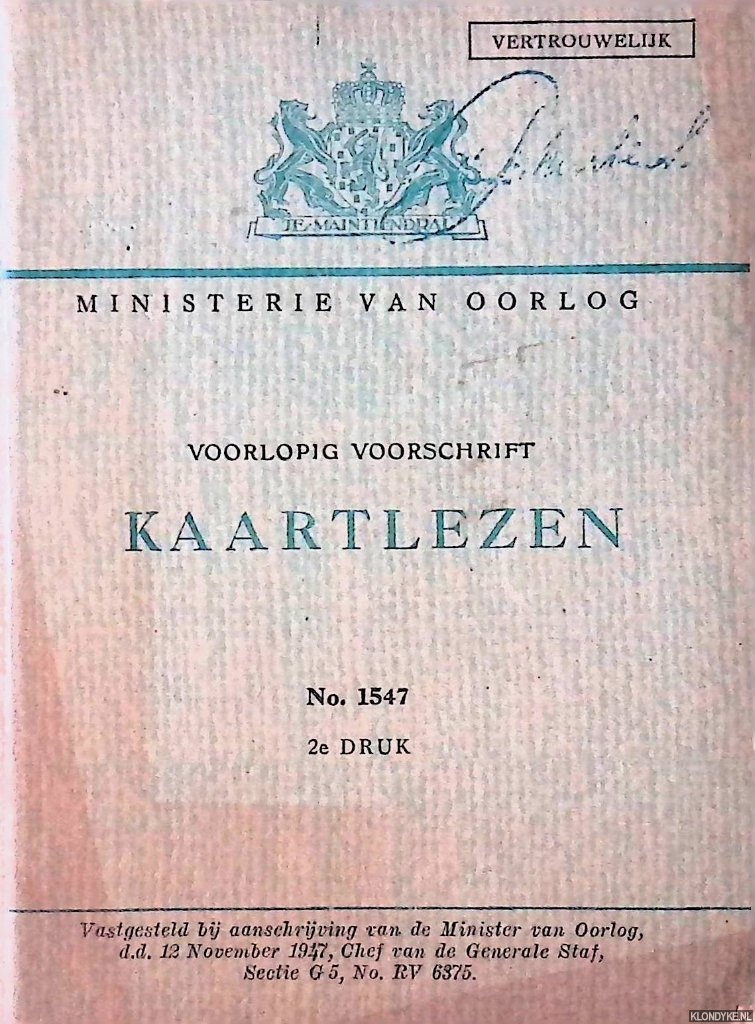 VERTROUWELIJK
JE MAINTIENDRAI
MINISTERIE VAN OORLOG
VOORLOPIG VOORSCHRIFT
KAARTLEZEN
No. 1547
2e DRUK
Vastgesteld bij aanschrijving van de Minister van Oorlog,
d.d. 12 November 1947, Chef van de Generale Staf,
Sectie G5, No. RV 6375.
KLONDYKE.NL